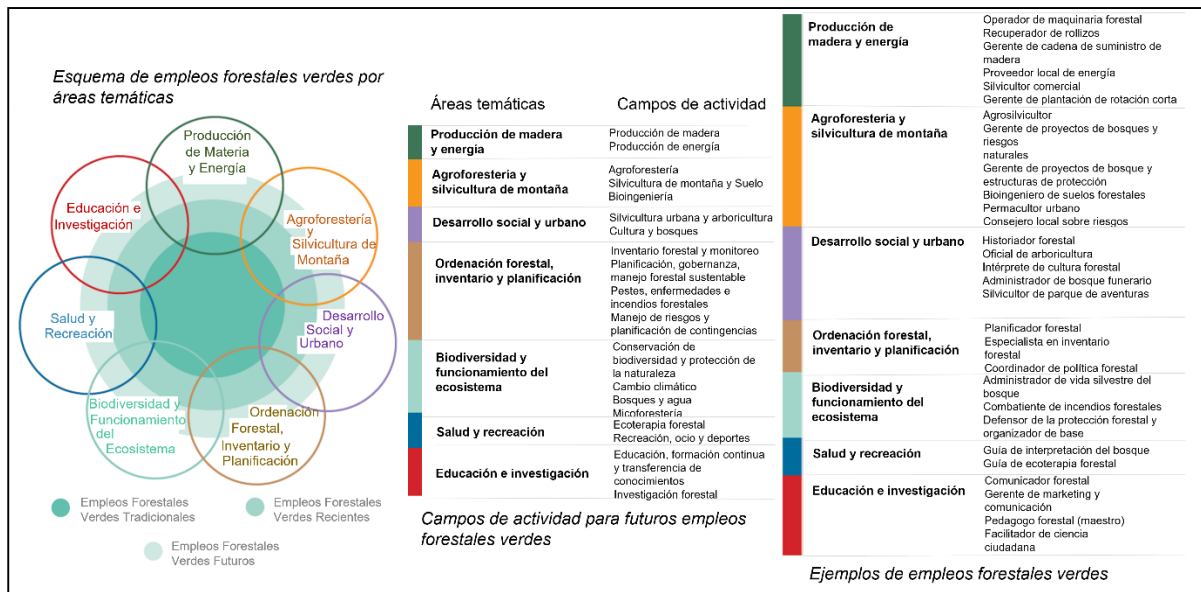 Esquema de empleos forestales verdes por
áreas temáticas
Producción
de Materia
y Energía
Educación e
Investigación
Agroforestería
y
Silvicultura de
Montaña
Salud y
Recreación
Desarrollo
Social y
Urbano
Biodiversidad y
Funcionamiento
del
Ecosístema
Ordenación
Forestal,
Inventario y
Planificación
Empleos Forestales
Verdes Tradicionales
Empleos Forestales
Verdes Recientes
Empleos Forestales
Verdes Futuros
Áreas temáticas
Campos de actividad
Producción de madera
y energía
Producción de madera
Producción de energía
Agroforesteria y
silvicultura de montaña
Agroforestería
Silvicultura de montaña y Suelo
Bioingeniería
Desarrollo social y urbano
Silvicultura urbana y arboricultura
Cultura y bosques
Ordenación forestal,
inventario y planificación
Inventario forestal y monitoreo
Planificación, gobernanza,
manejo forestal sustentable
Pestes, enfermedades e
incendios forestales
Manejo de riesgos y
planificación de contingencias
Biodiversidad y
funcionamiento del
ecosistema
Conservación de
biodiversidad y protección de
la naturaleza
Cambio climático
Bosques y agua
Micoforestería
Salud y recreación
Ecoterapia forestal
Recreación, ocio y deportes
Educación e investigación
Educación, formación continua
y transferencia de
conocimientos
Investigación forestal
Campos de actividad para futuros empleos
forestales verdes
Producción de
madera y energía
Operador de maquinaria forestal
Recuperador de rollizos
Gerente de cadena de suministro de
madera
Proveedor local de energía
Silvicultor comercial
Gerente de plantación de rotación corta
Agroforesteria y
silvicultura de montaña
Agrosilvicultor
Gerente de proyectos de bosques y
riesgos
naturales
Gerente de proyectos de bosque y
estructuras de protección
Bioingeniero de suelos forestales
Permacultor urbano
Consejero local sobre riesgos
Desarrollo social y urbano
Historiador forestal
Oficial de arboricultura
Intérprete de cultura forestal
Administrador de bosque funerario
Silvicultor de parque de aventuras
Ordenación forestal,
inventario y planificación
Planificador forestal
Especialista en inventario
forestal
Coordinador de política forestal
Biodiversidad y
funcionamiento del
ecosistema
Administrador de vida silvestre del
bosque
Combatiente de incendios forestales
Defensor de la protección forestal y
organizador de base
Salud y recreación
Guía de interpretación del bosque
Guía de ecoterapia forestal
Educación e investigación
Comunicador forestal
Gerente de marketing y
comunicación
Pedagogo forestal (maestro)
Facilitador de ciencia
ciudadana
Ejemplos de empleos forestales verdes